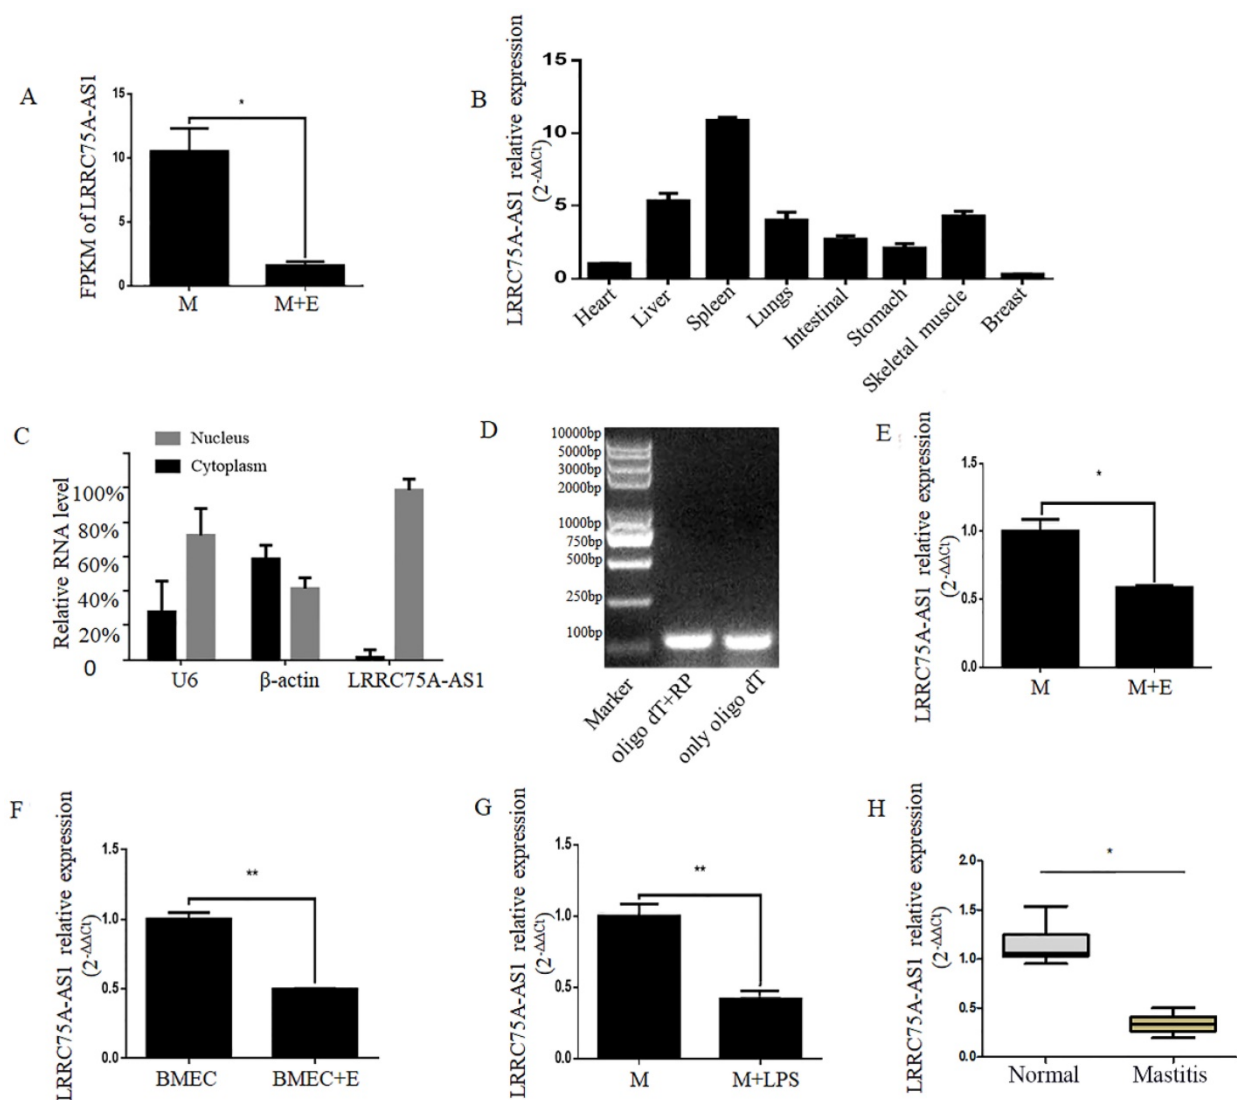 A
FPKM of LRRC75A-AS1
15
10
5
0
*
M
M+E
B
LRRC75A-AS1 relative expression
(2-ΔΔCt)
15
10
5
0
Heart
Liver
Spleen
Lungs
Intestinal
Stomach
Skeletal muscle
Breast
C
Nucleus
Cytoplasm
Relative RNA level
100%
80%
60%
40%
20%
0
U6
β-actin
LRRC75A-AS1
D
10000bp
5000bp
3000bp
2000bp
1000bp
750bp
500bp
250bp
100bp
Marker
oligo dT+RP
only oligo dT
E
LRRC75A-AS1 relative expression
(2-ΔΔCt)
1.5
1.0
0.5
0.0
*
M
M+E
F
LRRC75A-AS1 relative expression
(2-ΔΔCt)
1.5
1.0
0.5
0.0
**
BMEC
BMEC+E
G
LRRC75A-AS1 relative expression
(2-ΔΔCt)
1.5
1.0
0.5
0.0
**
M
M+LPS
H
LRRC75A-AS1 relative expression
(2-ΔΔCt)
2.0
1.5
1.0
0.5
0.0
*
Normal
Mastitis